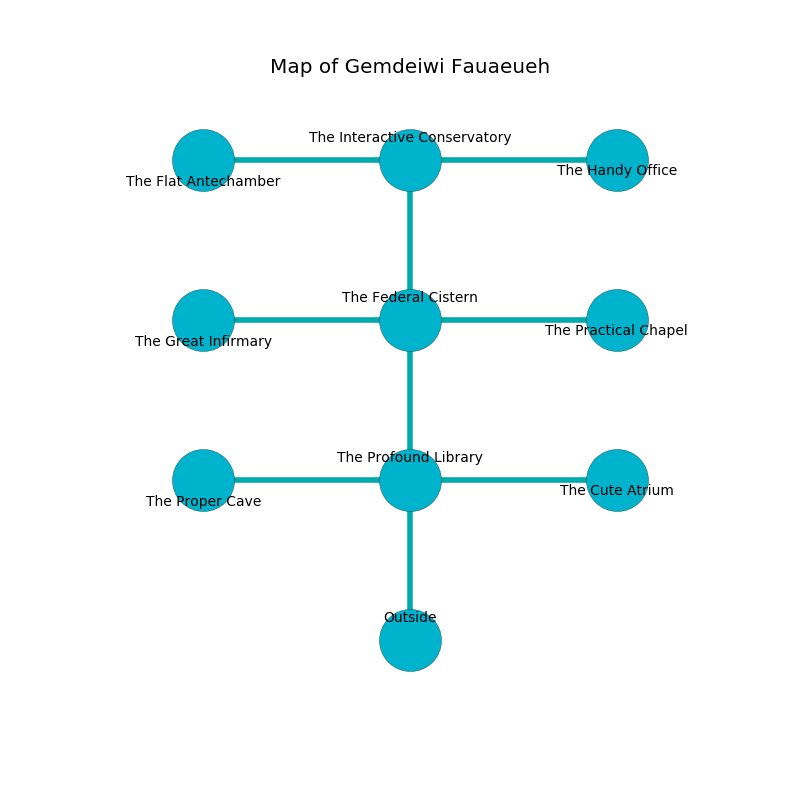 Map of Gemdeiwi Fauaeueh
The Interactive Conservatory
The Flat Antechamber
The Handy Office
The Federal Cistern
The Great Infirmary
The Practical Chapel
The Profound Library
The Proper Cave
The Cute Atrium
Outside